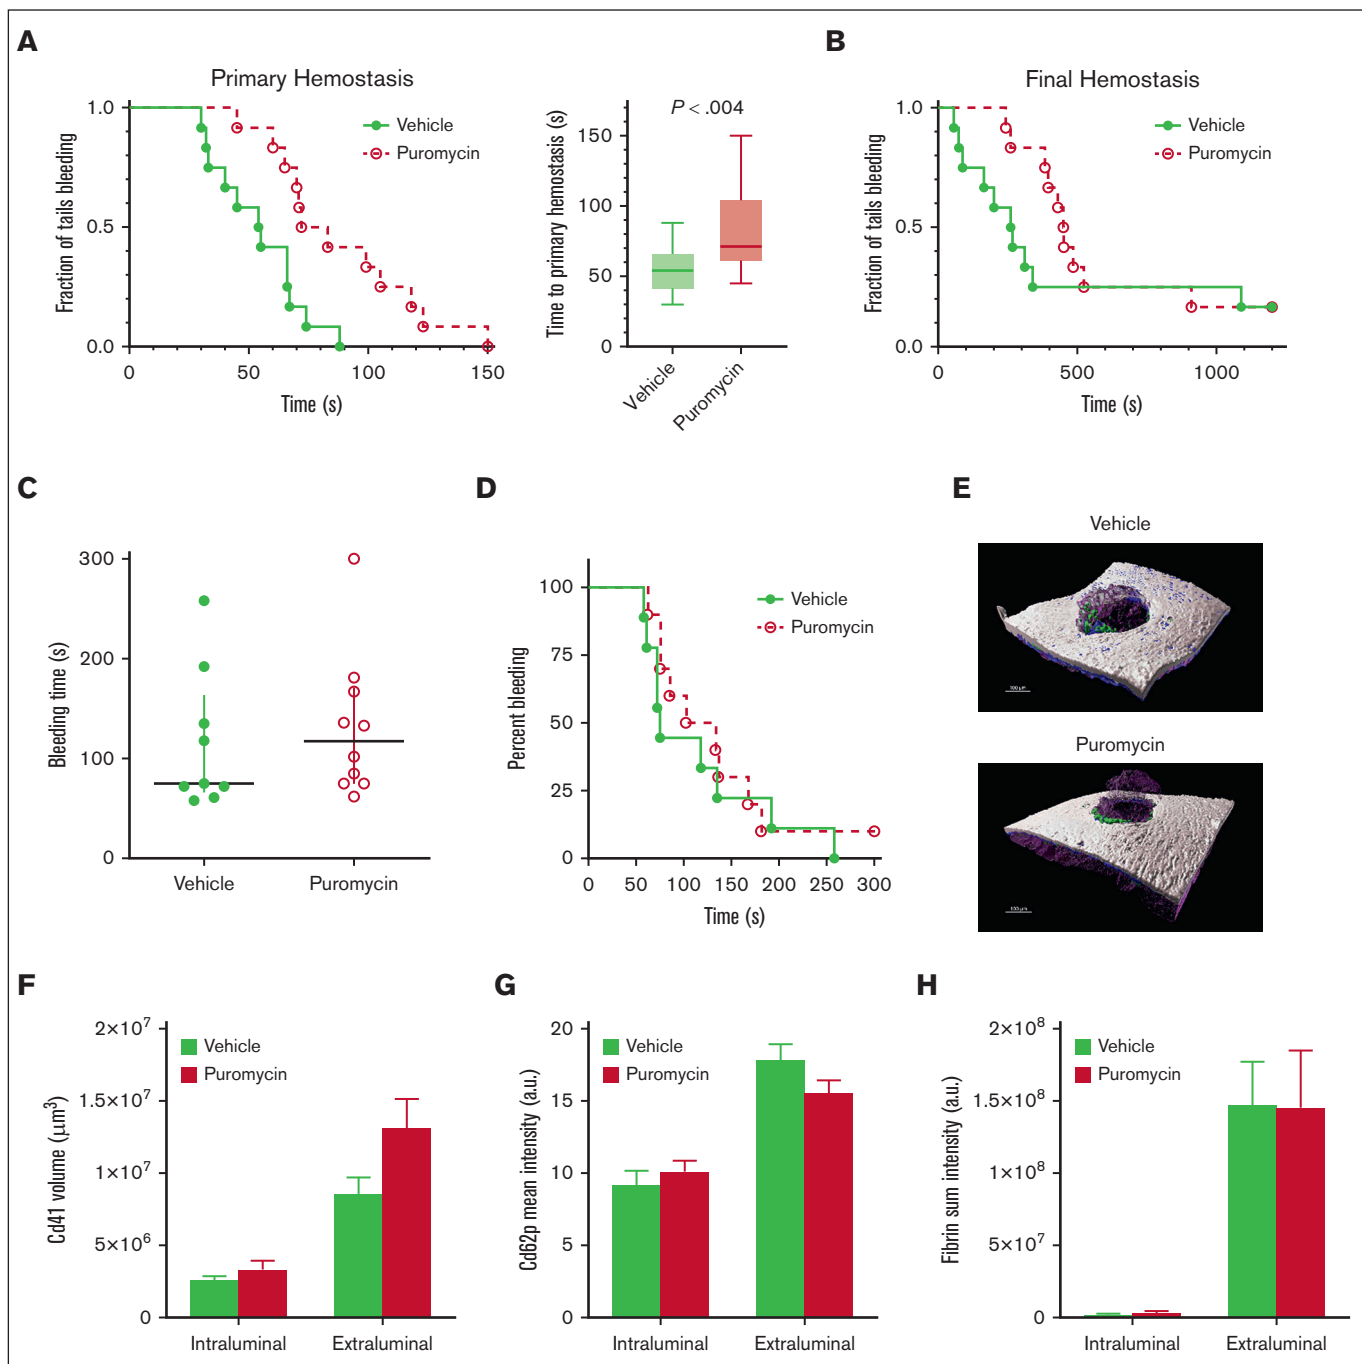 A
Primary Hemostasis
Fraction of tails bleeding
1.0
0.5
0.0
0
50
100
150
Time (s)
Vehicle
Puromycin
P < .004
Time to primary hemostasis (s)
150
100
50
0
Vehicle
Puromycin
B
Final Hemostasis
Fraction of tails bleeding
1.0
0.5
0.0
0
500
1000
Time (s)
Vehicle
Puromycin
C
Bleeding time (s)
300
200
100
0
Vehicle
Puromycin
D
Percent bleeding
100
75
50
25
0
0
50
100
150
200
250
300
Time (s)
Vehicle
Puromycin
E
Vehicle
100 µm
Puromycin
100 µm
F
Cd41 volume (µm³)
2×10⁷
1.5×10⁷
1×10⁷
5×10⁶
0
Vehicle
Puromycin
Intraluminal
Extraluminal
G
Cd62p mean intensity (a.u.)
20
15
10
5
0
Vehicle
Puromycin
Intraluminal
Extraluminal
H
Fibrin sum intensity (a.u.)
2×10⁸
1.5×10⁸
1×10⁸
5×10⁷
0
Vehicle
Puromycin
Intraluminal
Extraluminal